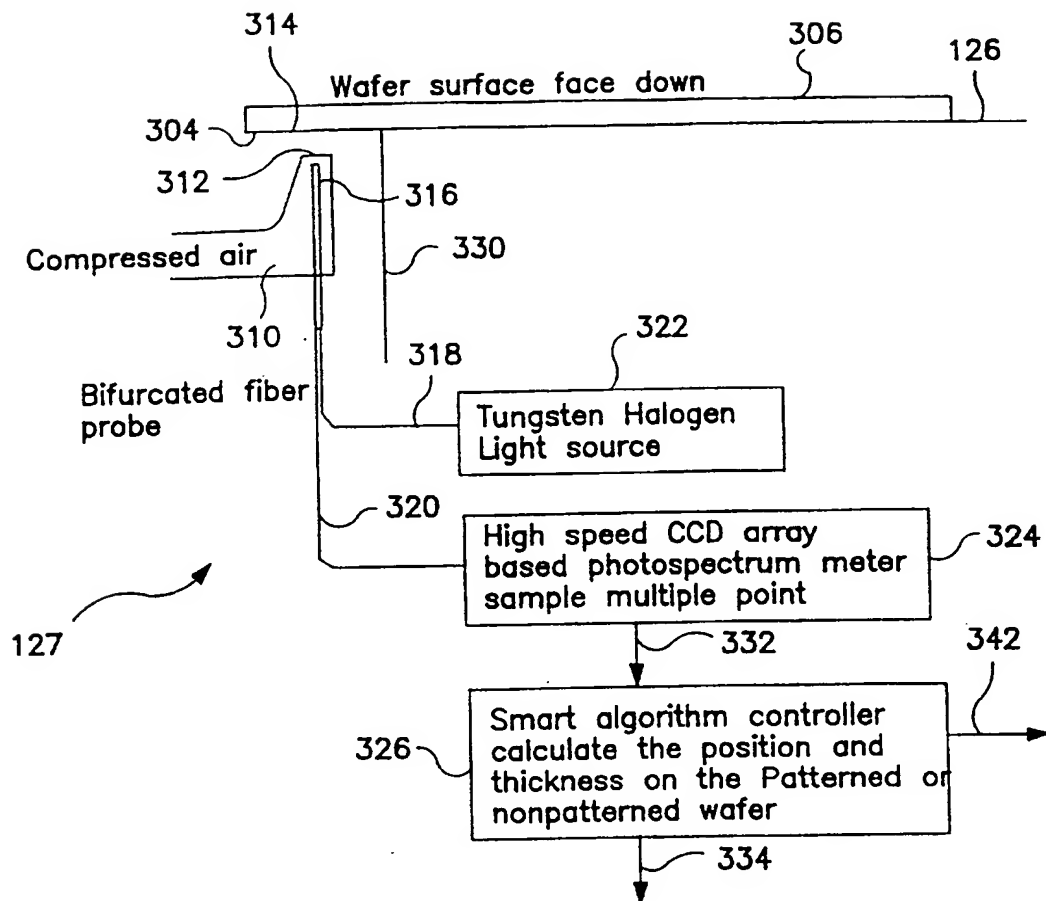 314
306
126
Wafer surface face down
304
312
316
Compressed air
330
310
322
318
Bifurcated fiber
probe
Tungsten Halogen
Light source
320
High speed CCD array
based photospectrum meter
sample multiple point
324
127
332
342
Smart algorithm controller
calculate the position and
thickness on the Patterned or
nonpatterned wafer
326
334